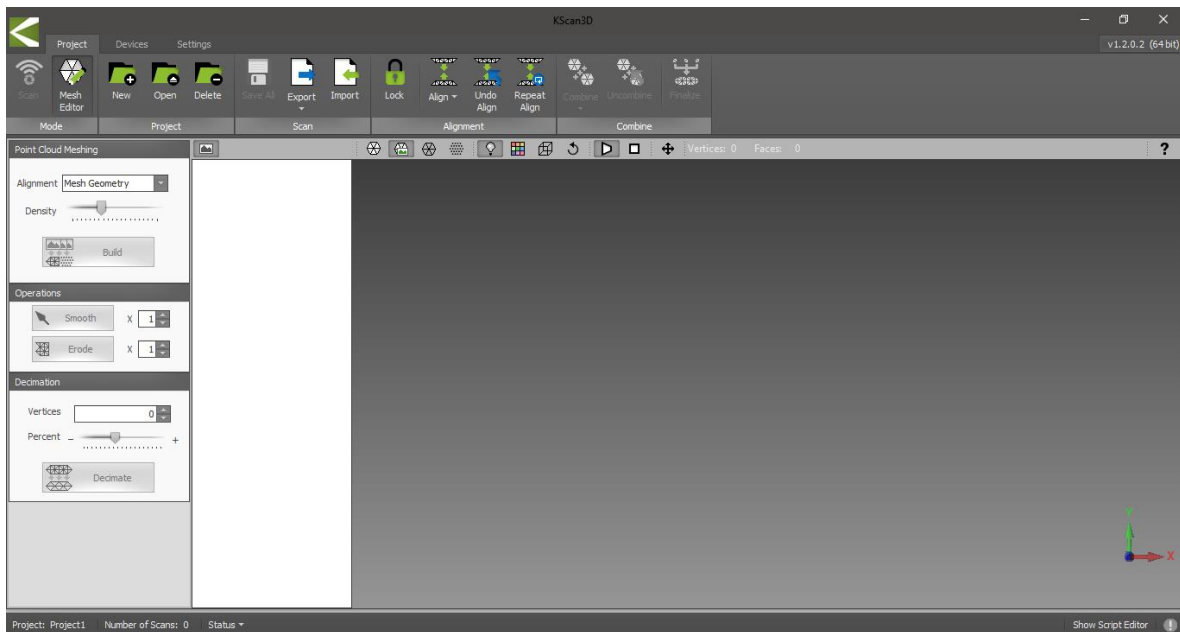 KScan3D
Project Devices Settings v1.2.0.2 (64bit)
Scan Mesh Editor New Open Delete Save All Export Import Lock Align Undo Align Repeat Align Combine Uncombine Finalize
Mode Project Scan Alignment Combine
Point Cloud Meshing Vertices: 0 Faces: 0 ?
Alignment Mesh Geometry
Density
Build
Operations
Smooth X 1
Erode X 1
Decimation
Vertices 0
Percent - +
Decimate
Y
X
Project: Project1 Number of Scans: 0 Status Show Script Editor